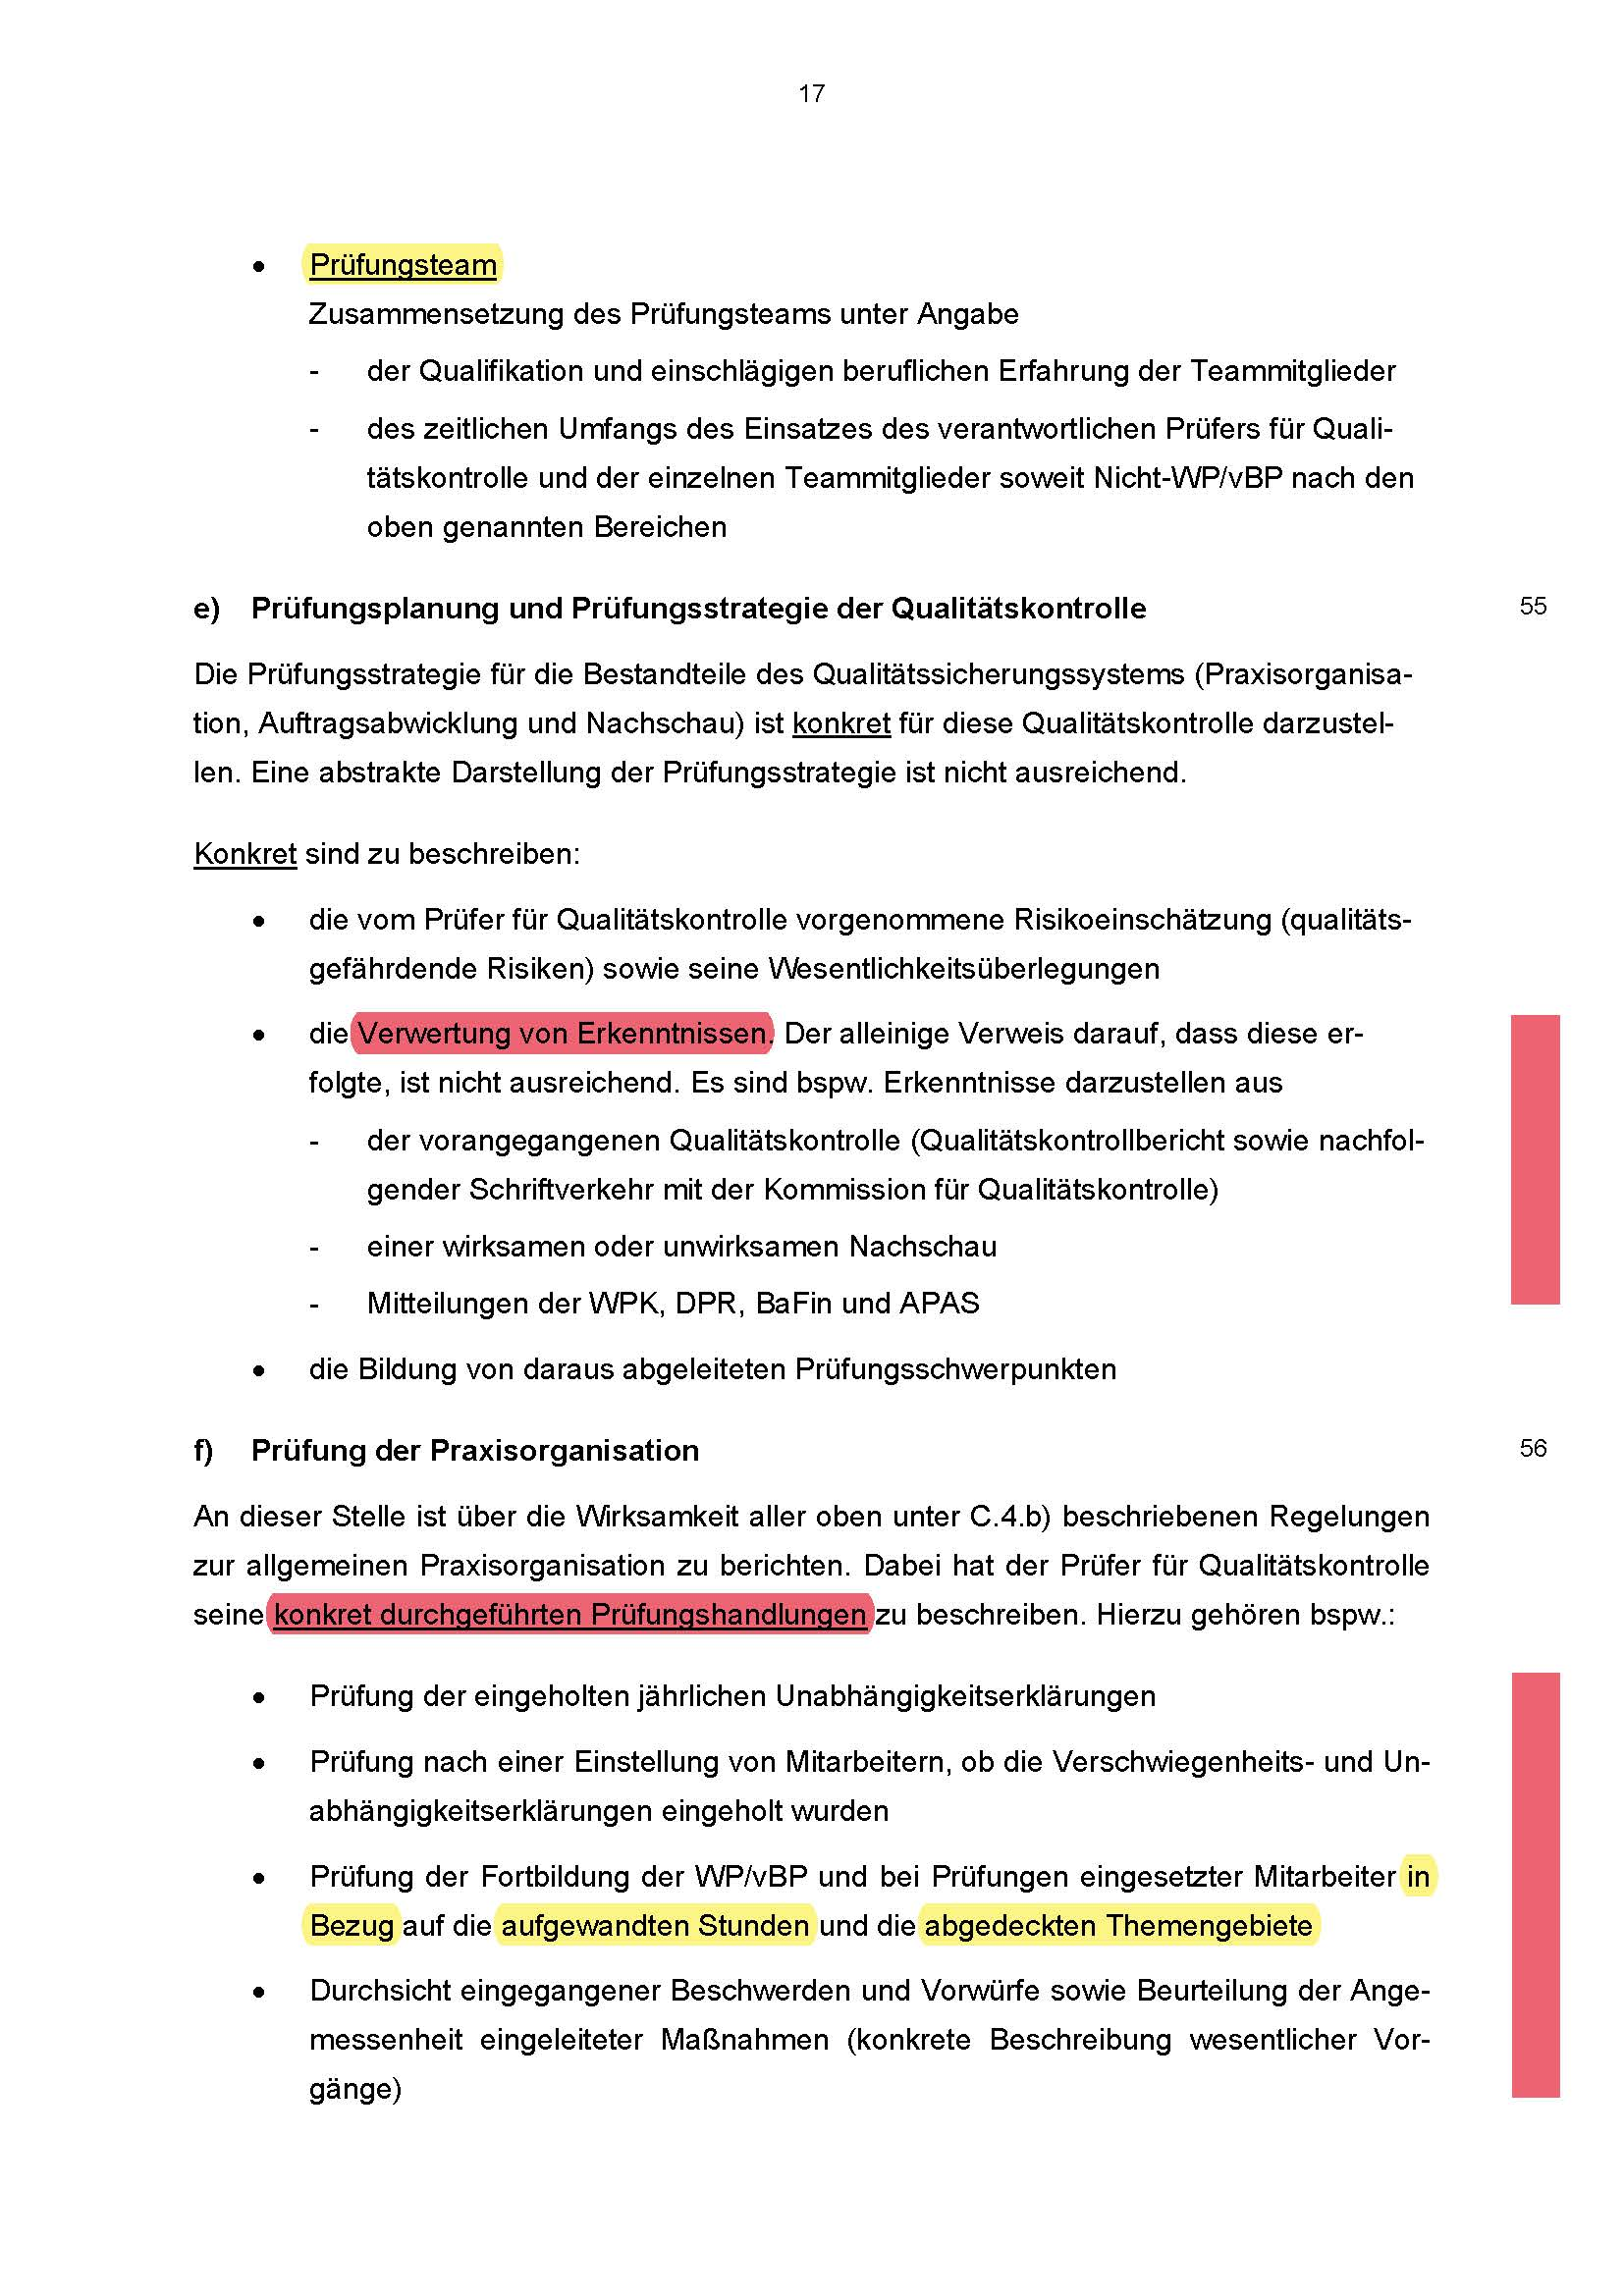 17
• Prüfungsteam
Zusammensetzung des Prüfungsteams unter Angabe
- der Qualifikation und einschlägigen beruflichen Erfahrung der Teammitglieder
- des zeitlichen Umfangs des Einsatzes des verantwortlichen Prüfers für Quali-
tätskontrolle und der einzelnen Teammitglieder soweit Nicht-WP/vBP nach den
oben genannten Bereichen
e) Prüfungsplanung und Prüfungsstrategie der Qualitätskontrolle 55
Die Prüfungsstrategie für die Bestandteile des Qualitätssicherungssystems (Praxisorganisa-
tion, Auftragsabwicklung und Nachschau) ist konkret für diese Qualitätskontrolle darzustel-
len. Eine abstrakte Darstellung der Prüfungsstrategie ist nicht ausreichend.
Konkret sind zu beschreiben:
• die vom Prüfer für Qualitätskontrolle vorgenommene Risikoeinschätzung (qualitäts-
gefährdende Risiken) sowie seine Wesentlichkeitsüberlegungen
• die Verwertung von Erkenntnissen. Der alleinige Verweis darauf, dass diese er-
folgte, ist nicht ausreichend. Es sind bspw. Erkenntnisse darzustellen aus
- der vorangegangenen Qualitätskontrolle (Qualitätskontrollbericht sowie nachfol-
gender Schriftverkehr mit der Kommission für Qualitätskontrolle)
- einer wirksamen oder unwirksamen Nachschau
- Mitteilungen der WPK, DPR, BaFin und APAS
• die Bildung von daraus abgeleiteten Prüfungsschwerpunkten
f) Prüfung der Praxisorganisation 56
An dieser Stelle ist über die Wirksamkeit aller oben unter C.4.b) beschriebenen Regelungen
zur allgemeinen Praxisorganisation zu berichten. Dabei hat der Prüfer für Qualitätskontrolle
seine konkret durchgeführten Prüfungshandlungen zu beschreiben. Hierzu gehören bspw.:
• Prüfung der eingeholten jährlichen Unabhängigkeitserklärungen
• Prüfung nach einer Einstellung von Mitarbeitern, ob die Verschwiegenheits- und Un-
abhängigkeitserklärungen eingeholt wurden
• Prüfung der Fortbildung der WP/vBP und bei Prüfungen eingesetzter Mitarbeiter in
Bezug auf die aufgewandten Stunden und die abgedeckten Themengebiete
• Durchsicht eingegangener Beschwerden und Vorwürfe sowie Beurteilung der Ange-
messenheit eingeleiteter Maßnahmen (konkrete Beschreibung wesentlicher Vor-
gänge)